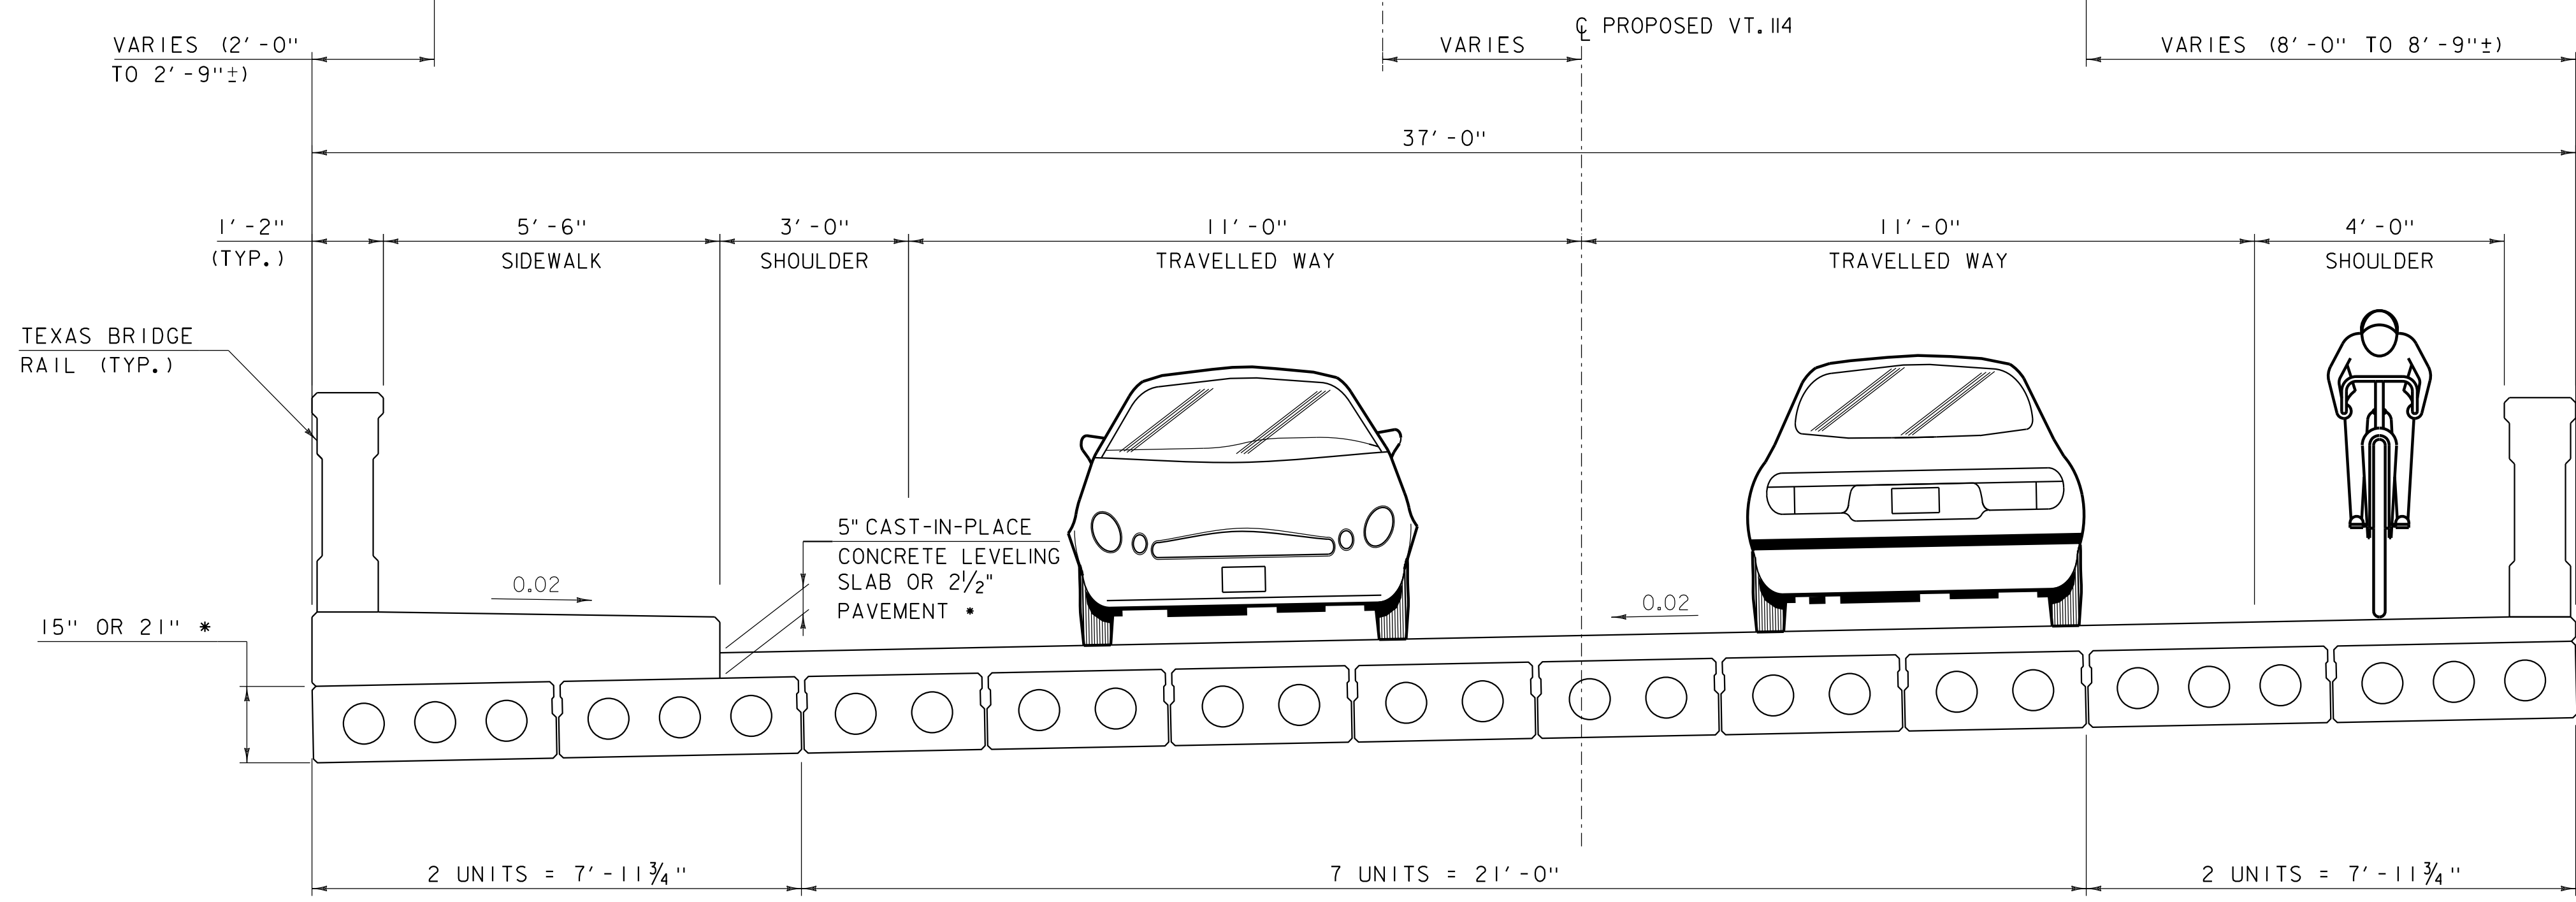 VARIES (2'-0"
TO 2'-9"±)
VARIES
℄ PROPOSED VT. 114
VARIES (8'-0" TO 8'-9"±)
37'-0"
1'-2"
(TYP.)
5'-6"
SIDEWALK
3'-0"
SHOULDER
11'-0"
TRAVELLED WAY
11'-0"
TRAVELLED WAY
4'-0"
SHOULDER
TEXAS BRIDGE
RAIL (TYP.)
5" CAST-IN-PLACE
CONCRETE LEVELING
SLAB OR 2½"
PAVEMENT *
0.02
0.02
15" OR 21" *
2 UNITS = 7'-11¾"
7 UNITS = 21'-0"
2 UNITS = 7'-11¾"